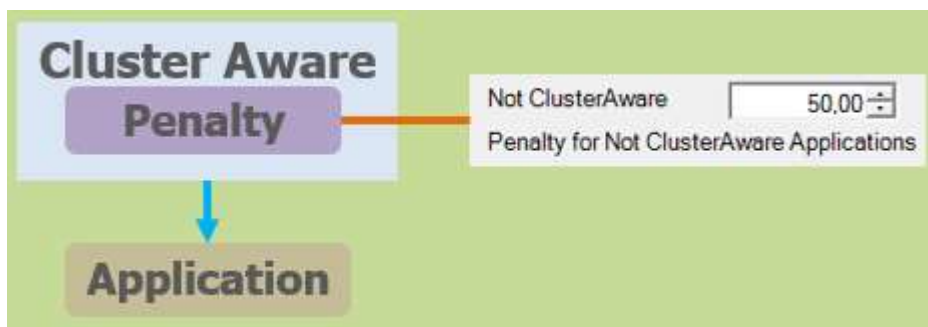 Cluster Aware
Penalty
Not ClusterAware 50,00
Penalty for Not ClusterAware Applications
Application